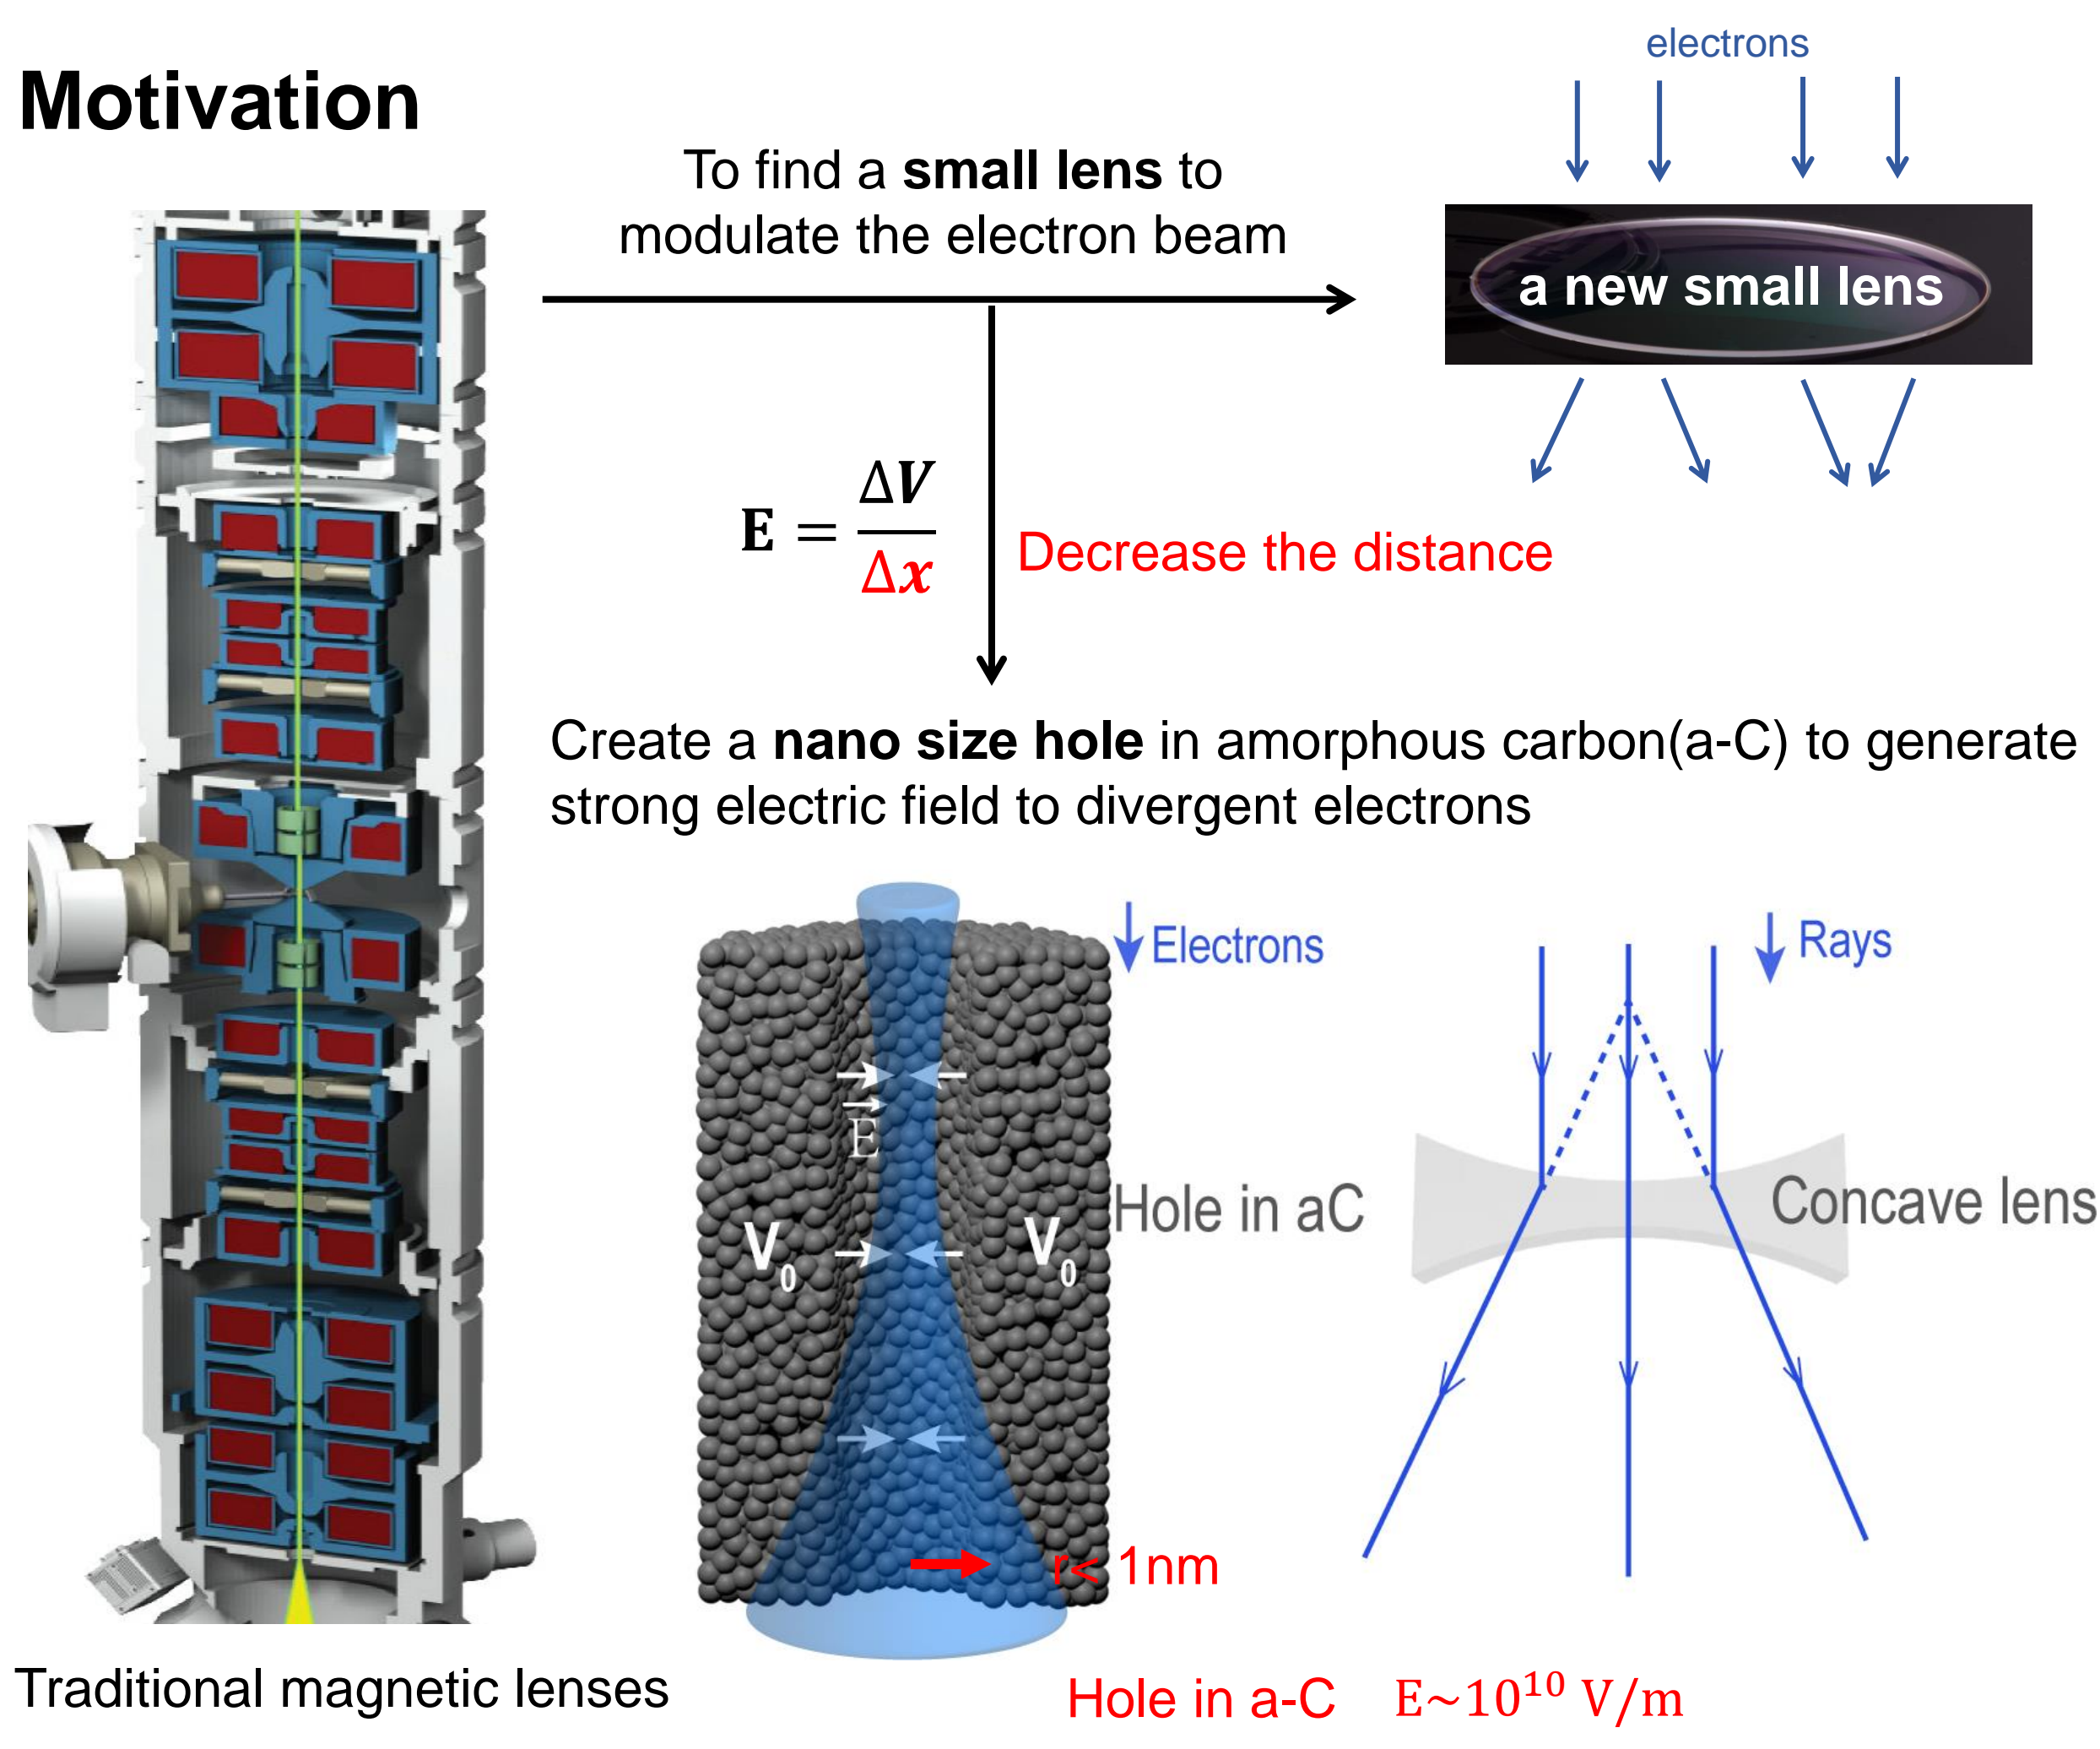 Motivation
electrons
To find a small lens to
modulate the electron beam
a new small lens
E = ΔV/Δx
Decrease the distance
Create a nano size hole in amorphous carbon(a-C) to generate
strong electric field to divergent electrons
Electrons
Rays
E
Hole in aC
Concave lens
V₀
V₀
r< 1nm
Traditional magnetic lenses
Hole in a-C E~10¹⁰ V/m